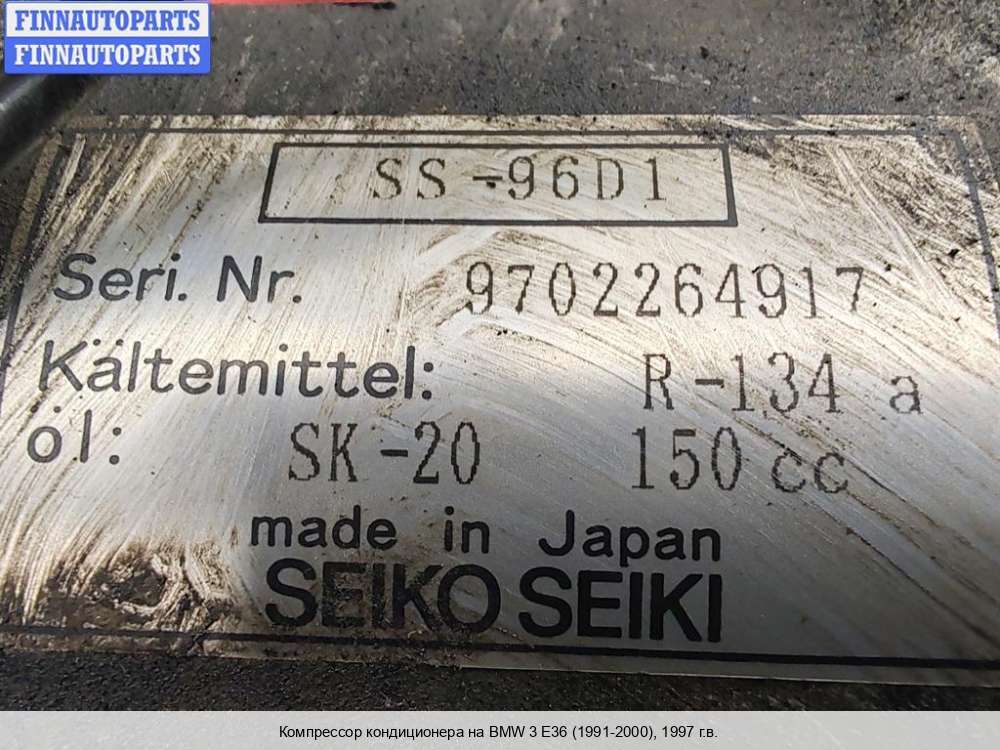 FINNAUTOPARTS
FINNAUTOPARTS
SS-96D1
Seri. Nr. 9702264917
Kältemittel: R-134 a
öl: SK-20 150 cc
made in Japan
SEIKO SEIKI
Компрессор кондиционера на BMW 3 E36 (1991-2000), 1997 г.в.